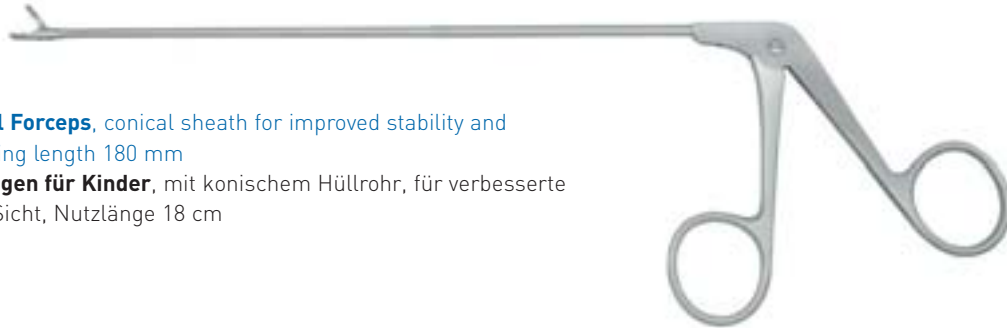 l Forceps, conical sheath for improved stability and
ing length 180 mm
gen für Kinder, mit konischem Hüllrohr, für verbesserte
Sicht, Nutzlänge 18 cm